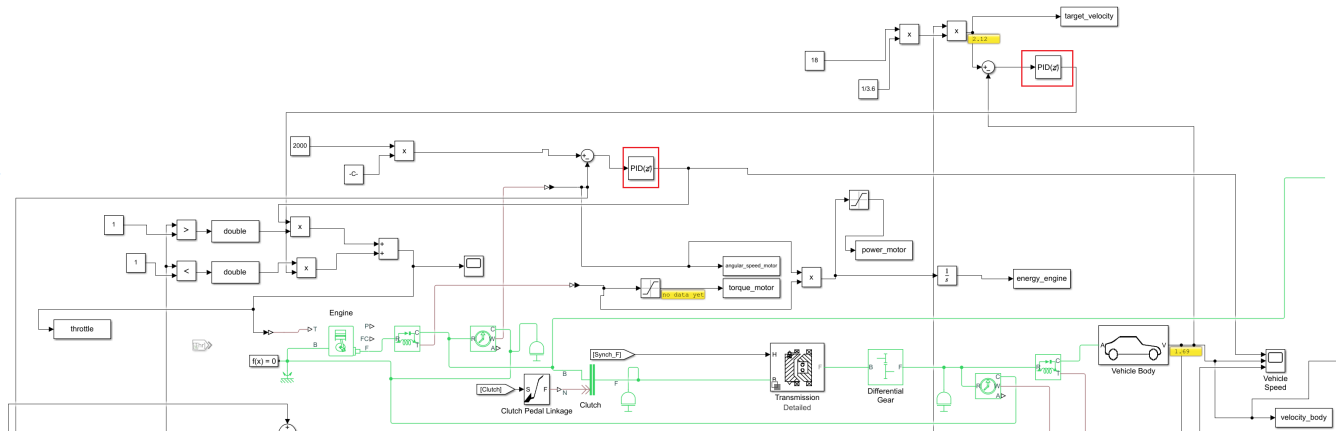 target_velocity
x
x
2.12
18
+
-
PID(z)
1/3.6
2000
x
+
-
PID(z)
-C-
1
>
double
x
+
+
power_motor
1
<
double
x
angular_speed_motor
x
1
s
energy_engine
no data yet
torque_motor
throttle
Engine
T
P
FC
B
F
R
C
T
R
C
W
A
f(x) = 0
[Synch_F]
H
B
F
Transmission
Detailed
B
F
Differential
Gear
R
C
W
A
R
C
T
A
V
1.69
Vehicle Body
Vehicle
Speed
[Clutch]
S
F
N
Clutch Pedal Linkage
B
F
Clutch
velocity_body
+